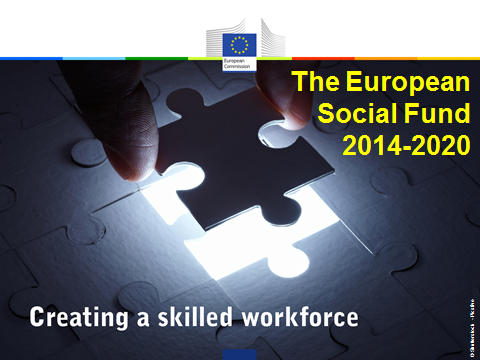 European
Commission
The European
Social Fund
2014-2020
Creating a skilled workforce